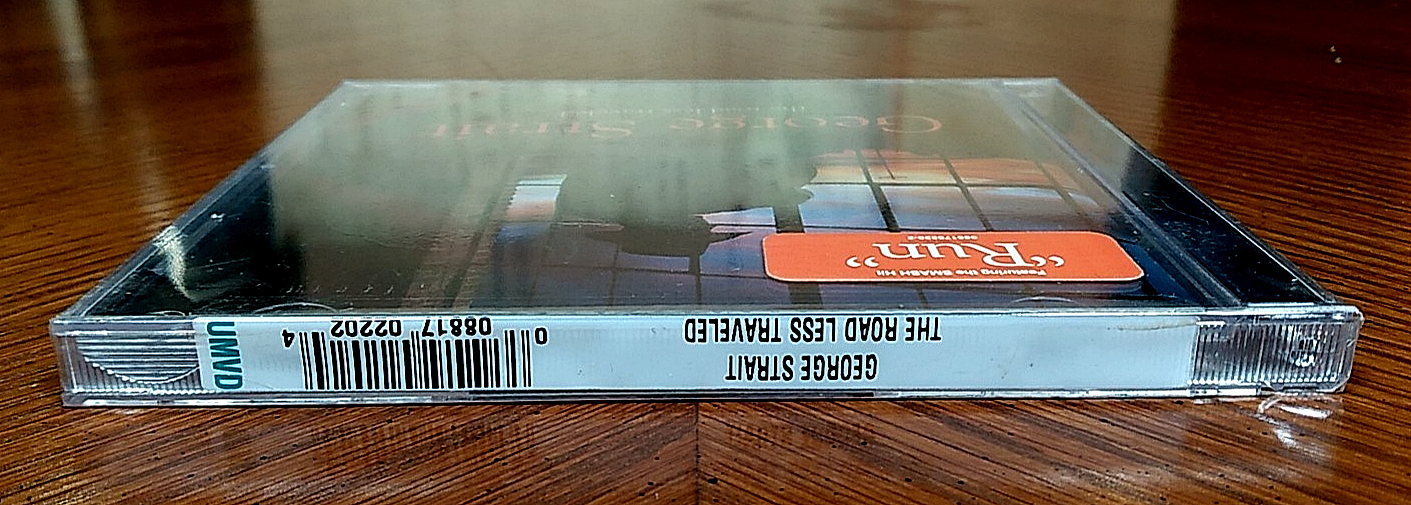 GEORGE STRAIT
THE ROAD LESS TRAVELED
0 08817 02202 4
UMVD
Featuring the SMASH Hit
“Run”
George Strait